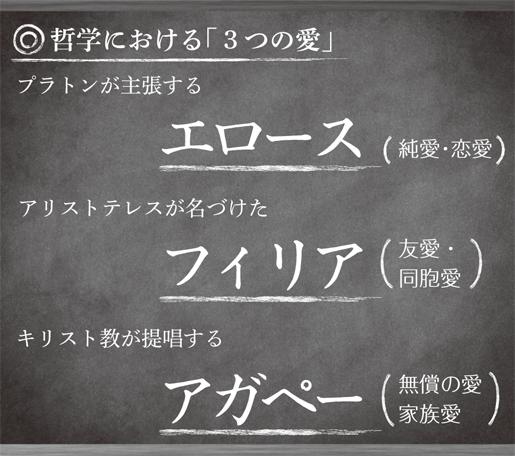 ◎哲学における「3つの愛」
プラトンが主張する
エロース(純愛・恋愛)
アリストテレスが名づけた
フィリア(友愛・
同胞愛)
キリスト教が提唱する
アガペー(無償の愛
家族愛)